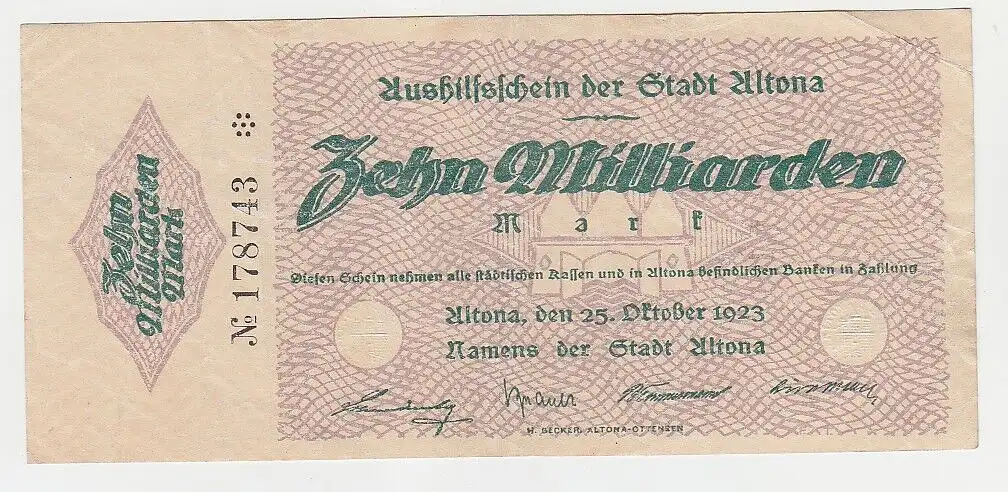 Zehn
Milliarden
Mark
№ 178743
Aushilfsschein der Stadt Altona
Zehn Milliarden
Mark
Diesen Schein nehmen alle städtischen Kassen und in Altona befindlichen Banken in Zahlung
Altona, den 25. Oktober 1923
Namens der Stadt Altona
H. BECKER, ALTONA-OTTENSEN